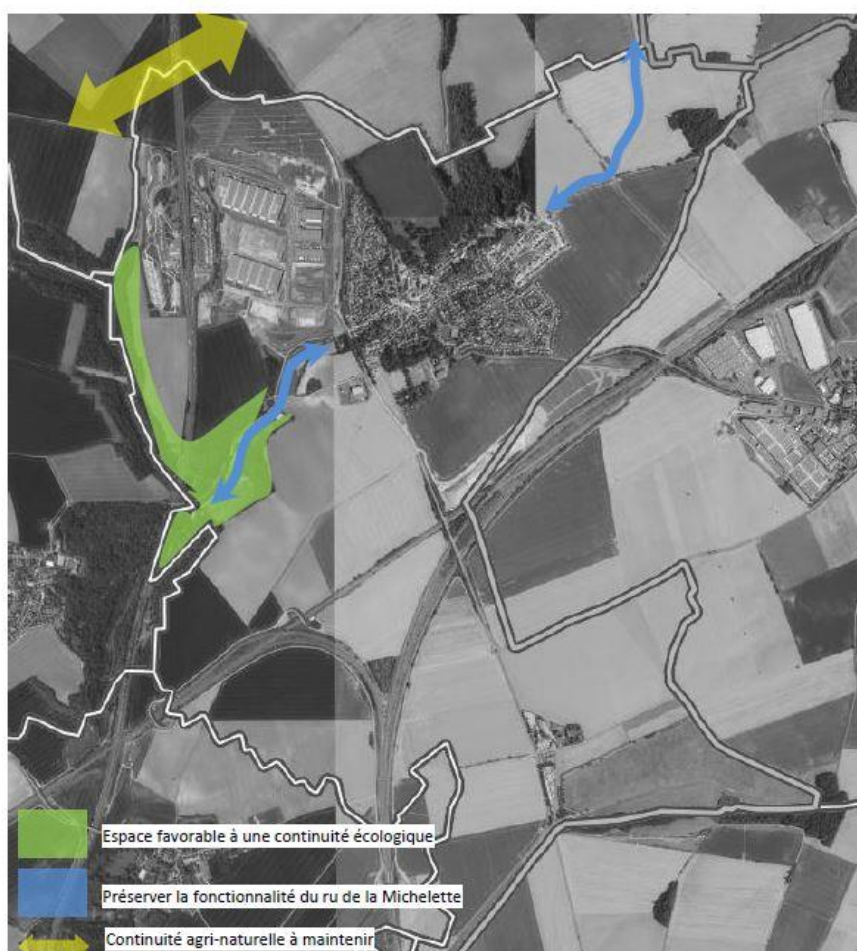 Espace favorable à une continuité écologique
Préserver la fonctionnalité du ru de la Michelette
Continuité agri-naturelle à maintenir